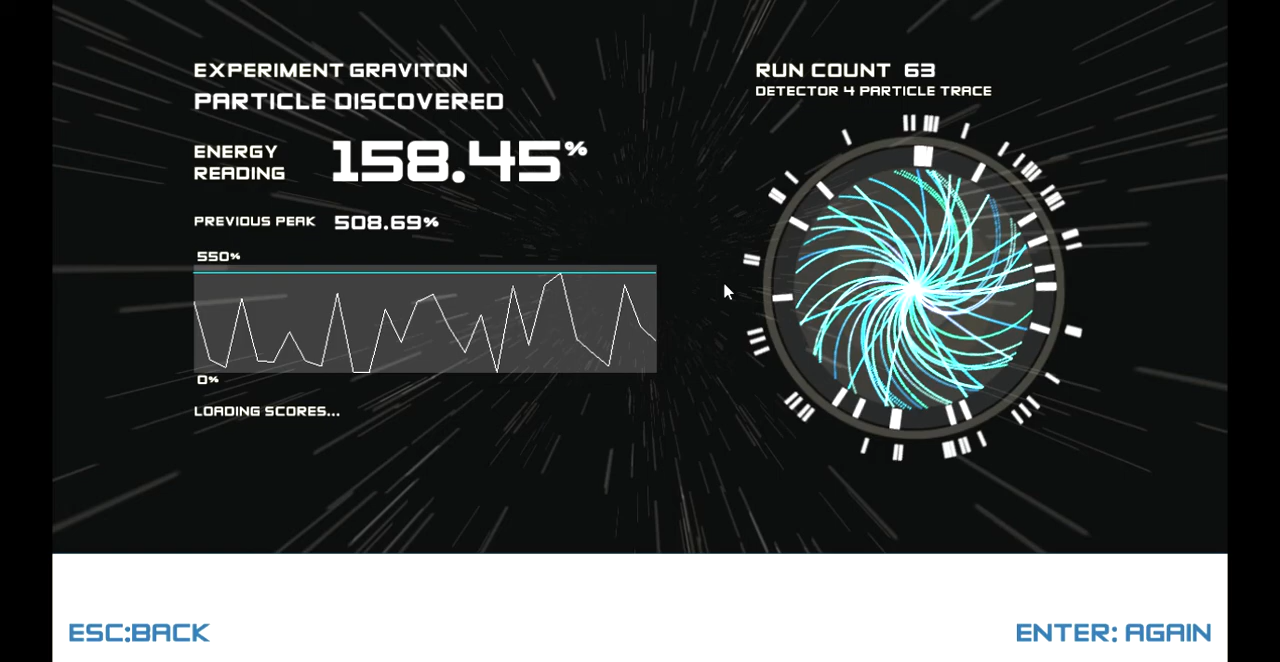 EXPERIMENT GRAVITON
PARTICLE DISCOVERED
ENERGY READING 158.45%
PREVIOUS PEAK 508.69%
550%
0%
LOADING SCORES...
RUN COUNT 63
DETECTOR 4 PARTICLE TRACE
ESC:BACK
ENTER: AGAIN